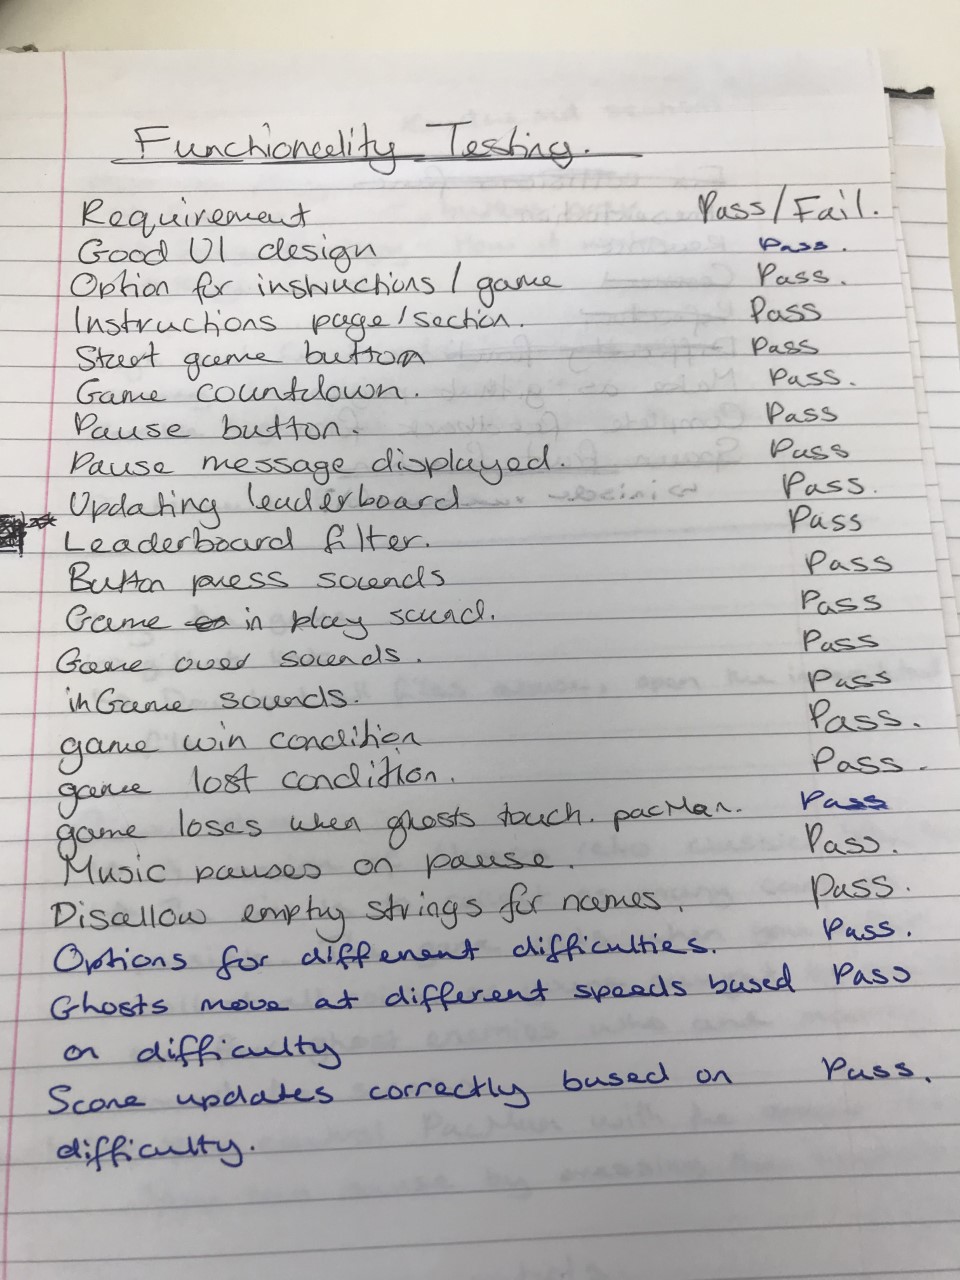 Functionality Testing.
Requirement Pass/Fail.
Good UI design Pass.
Option for instructions / game Pass.
Instructions page/section. Pass
Start game button Pass
Game countdown. Pass.
Pause button. Pass
Pause message displayed. Pass
Updating leaderboard Pass.
Leaderboard filter. Pass
Button press sounds Pass
Game in play sound. Pass
Game over sounds. Pass
inGame sounds. Pass
game win condition Pass.
game lost condition. Pass.
game loses when ghosts touch. pacMan. Pass
Music pauses on pause. Pass.
Disallow empty strings for names. Pass.
Options for different difficulties. Pass.
Ghosts move at different speeds based Pass
on difficulty
Score updates correctly based on Pass.
difficulty.